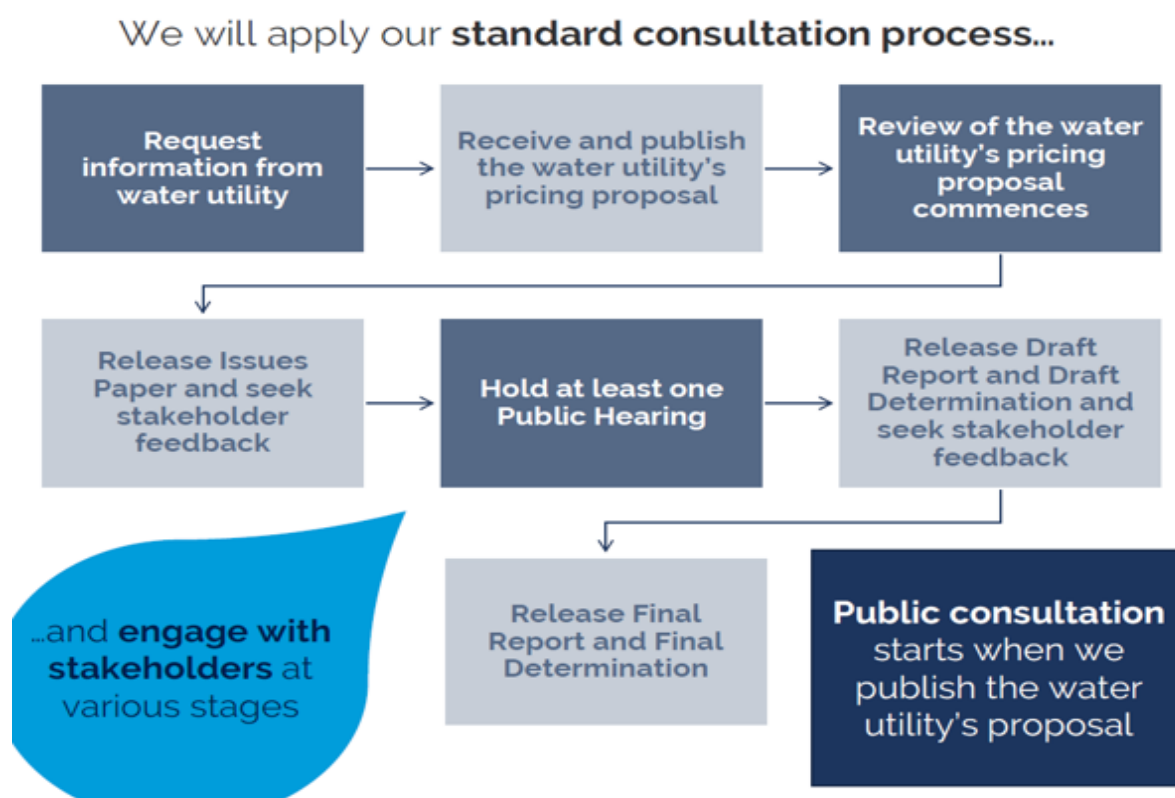 We will apply our standard consultation process...
Request
information from
water utility
Receive and publish
the water utility's
pricing proposal
Review of the water
utility's pricing
proposal
commences
Release Issues
Paper and seek
stakeholder
feedback
Hold at least one
Public Hearing
Release Draft
Report and Draft
Determination and
seek stakeholder
feedback
...and engage with
stakeholders at
various stages
Release Final
Report and Final
Determination
Public consultation
starts when we
publish the water
utility's proposal